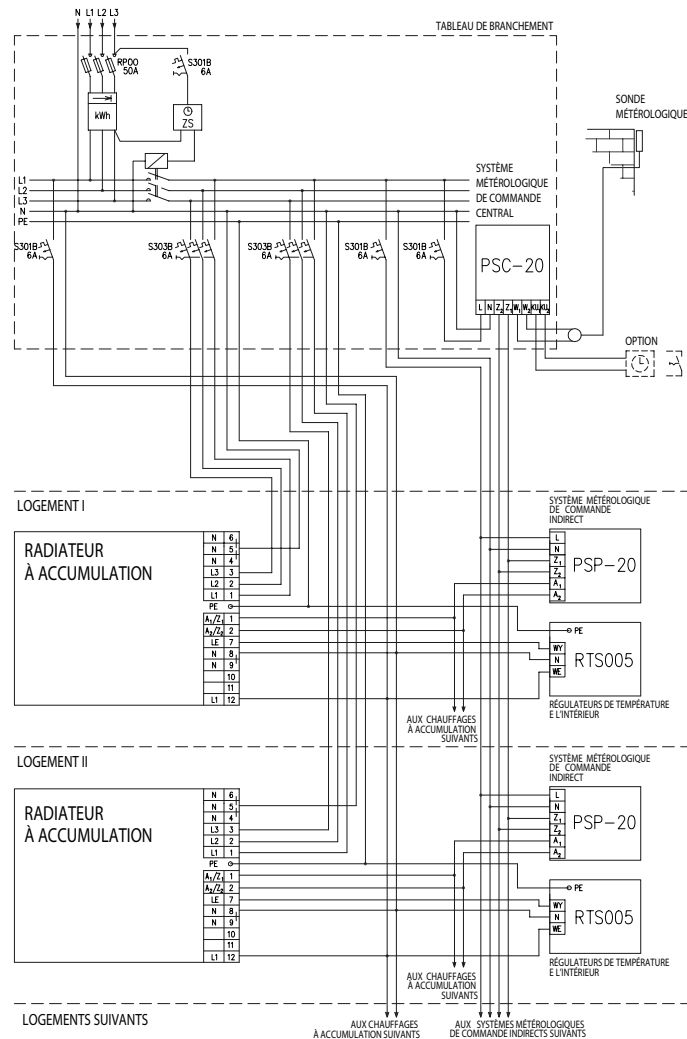 N L1 L2 L3
TABLEAU DE BRANCHEMENT
RP00
50A
S301B
6A
kWh
ZS
SONDE
MÉTÉROLOGIQUE
L1
L2
L3
N
PE
SYSTÈME
MÉTÉROLOGIQUE
DE COMMANDE
CENTRAL
S301B
6A
S303B
6A
S303B
6A
S301B
6A
S301B
6A
PSC-20
L N Z₂ Z₁ W₁ W₂ KU₁ KU₂
OPTION
LOGEMENT I
RADIATEUR
À ACCUMULATION
N 6
N 5
N 4
L3 3
L2 2
L1 1
PE
A₁/Z₁ 1
A₂/Z₂ 2
LE 7
N 8
N 9
10
11
L1 12
SYSTÈME MÉTÉROLOGIQUE
DE COMMANDE
INDIRECT
L
N
Z₁
Z₂
A₁
A₂
PSP-20
PE
WY
N
WE
RTS005
RÉGULATEURS DE TEMPÉRATURE
E L'INTÉRIEUR
AUX CHAUFFAGES
À ACCUMULATION
SUIVANTS
LOGEMENT II
RADIATEUR
À ACCUMULATION
N 6
N 5
N 4
L3 3
L2 2
L1 1
PE
A₁/Z₁ 1
A₂/Z₂ 2
LE 7
N 8
N 9
10
11
L1 12
SYSTÈME MÉTÉROLOGIQUE
DE COMMANDE
INDIRECT
L
N
Z₁
Z₂
A₁
A₂
PSP-20
PE
WY
N
WE
RTS005
RÉGULATEURS DE TEMPÉRATURE
E L'INTÉRIEUR
AUX CHAUFFAGES
À ACCUMULATION
SUIVANTS
LOGEMENTS SUIVANTS
AUX CHAUFFAGES
À ACCUMULATION SUIVANTS
AUX SYSTÈMES MÉTÉROLOGIQUES
DE COMMANDE INDIRECTS SUIVANTS